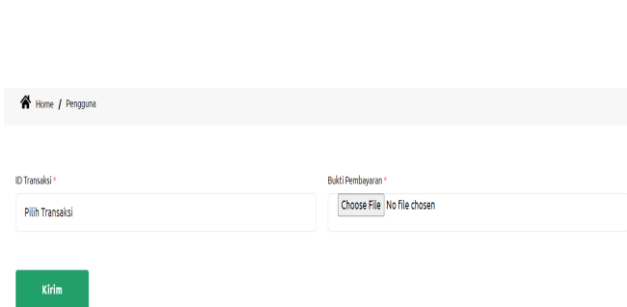 Home / Pengguna
ID Transaksi * Bukti Pembayaran *
Pilih Transaksi Choose File No file chosen
Kirim